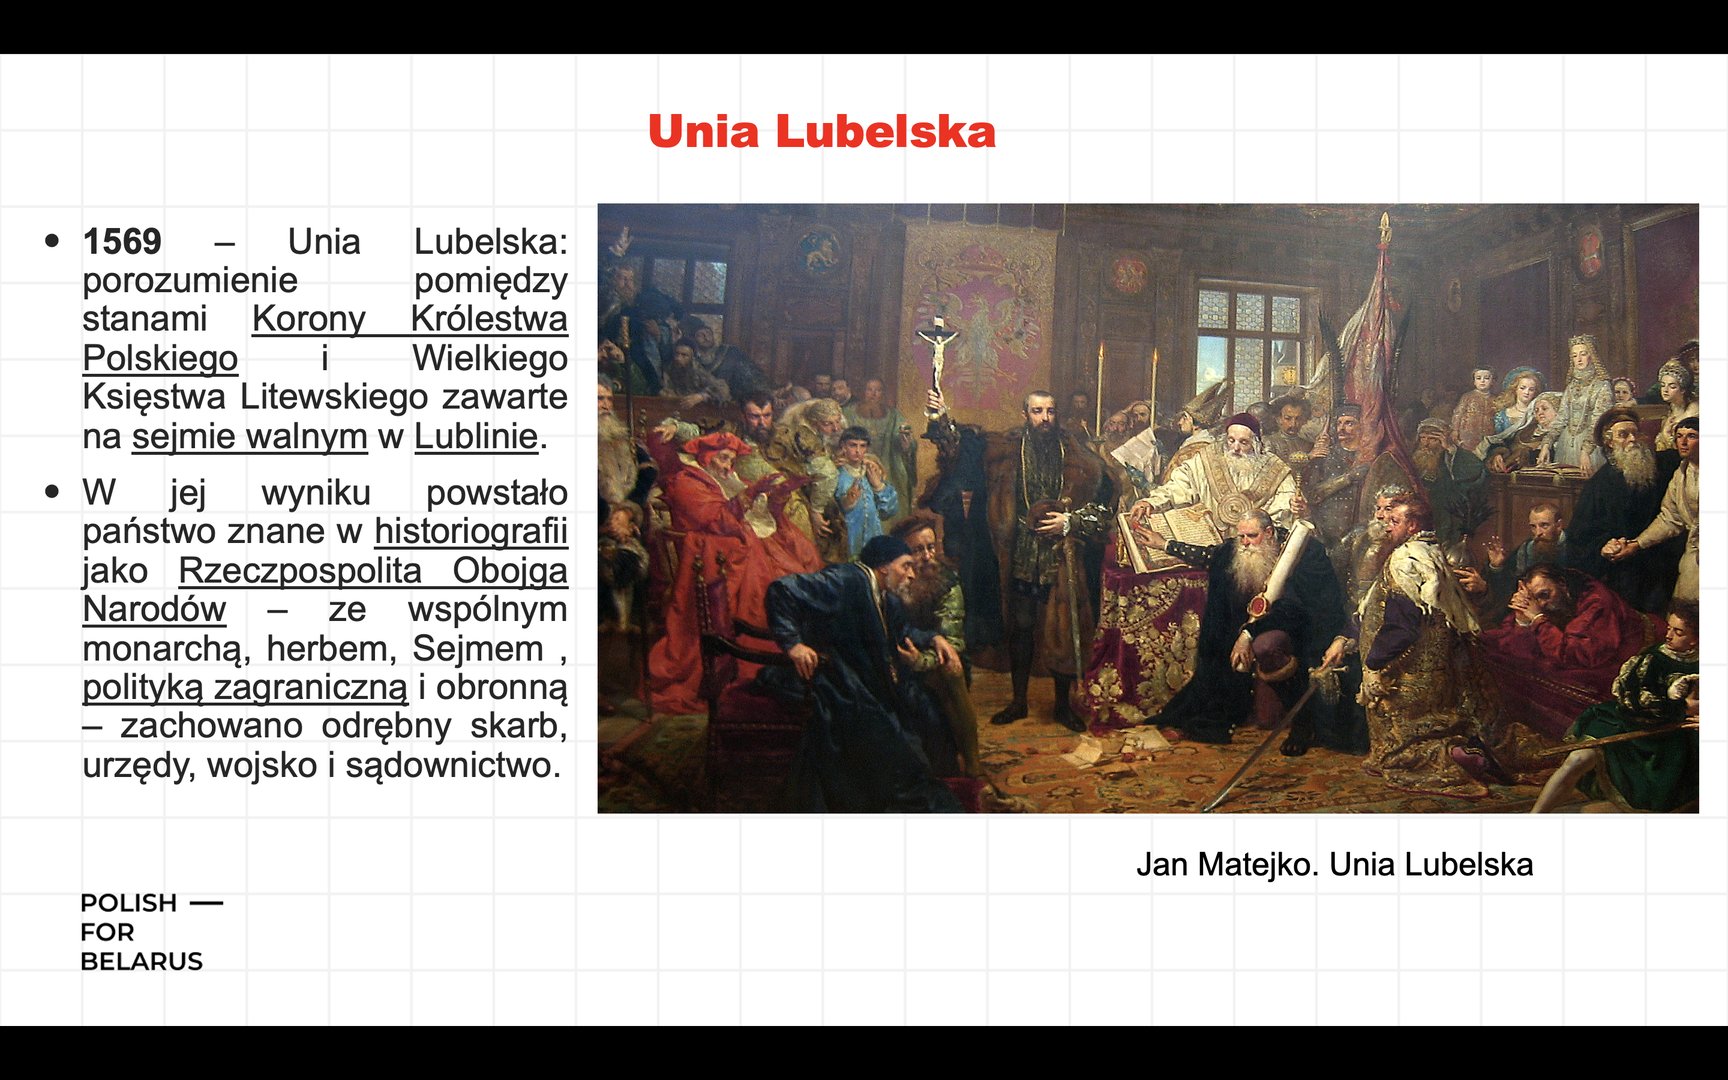 Unia Lubelska
• 1569 – Unia Lubelska:
porozumienie pomiędzy
stanami Korony Królestwa
Polskiego i Wielkiego
Księstwa Litewskiego zawarte
na sejmie walnym w Lublinie.
• W jej wyniku powstało
państwo znane w historiografii
jako Rzeczpospolita Obojga
Narodów – ze wspólnym
monarchą, herbem, Sejmem ,
polityką zagraniczną i obronną
– zachowano odrębny skarb,
urzędy, wojsko i sądownictwo.
Jan Matejko. Unia Lubelska
POLISH —
FOR
BELARUS